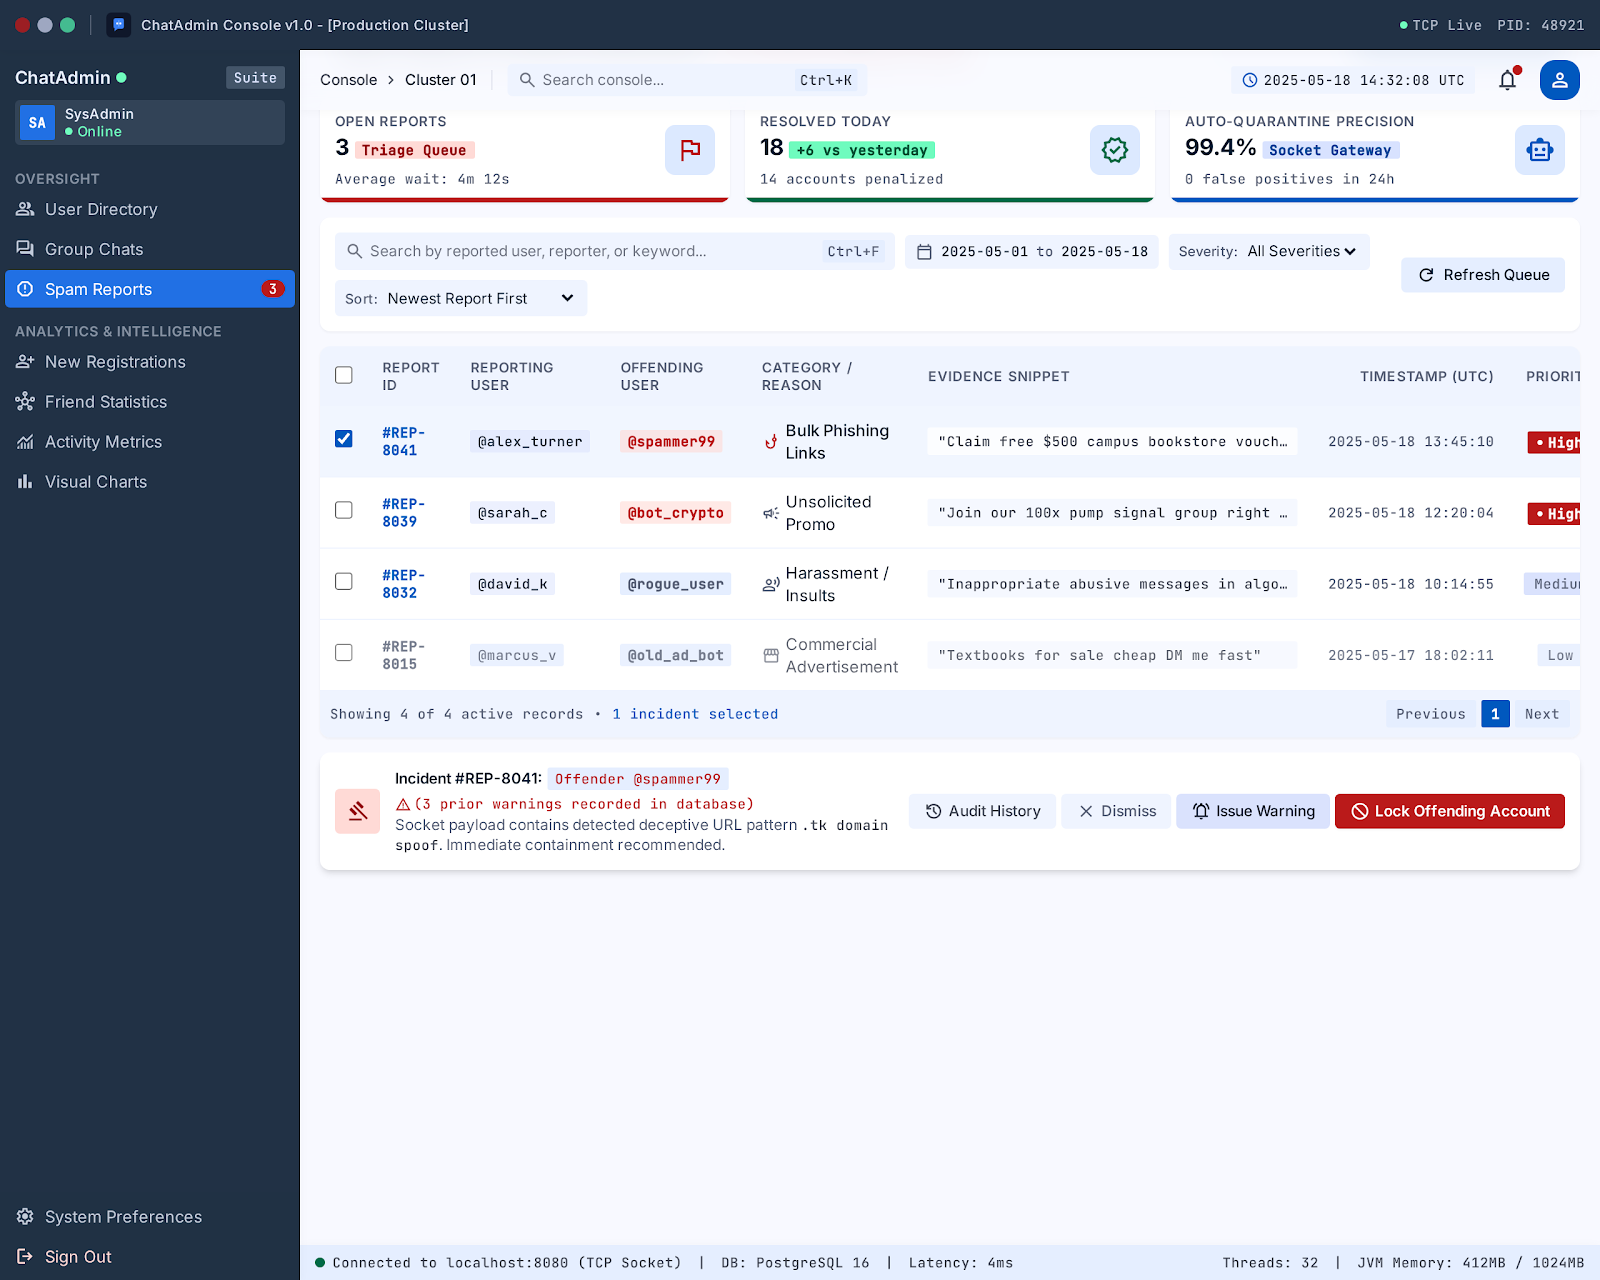 ChatAdmin Console v1.0 - [Production Cluster]
TCP Live PID: 48921
ChatAdmin
Suite
SA
SysAdmin
Online
OVERSIGHT
User Directory
Group Chats
Spam Reports 3
ANALYTICS & INTELLIGENCE
New Registrations
Friend Statistics
Activity Metrics
Visual Charts
System Preferences
Sign Out
Console > Cluster 01
Search console... Ctrl+K
2025-05-18 14:32:08 UTC
OPEN REPORTS
3 Triage Queue
Average wait: 4m 12s
RESOLVED TODAY
18 +6 vs yesterday
14 accounts penalized
AUTO-QUARANTINE PRECISION
99.4% Socket Gateway
0 false positives in 24h
Search by reported user, reporter, or keyword... Ctrl+F
2025-05-01 to 2025-05-18
Severity: All Severities
Sort: Newest Report First
Refresh Queue
REPORT ID
REPORTING USER
OFFENDING USER
CATEGORY / REASON
EVIDENCE SNIPPET
TIMESTAMP (UTC)
PRIORIT
#REP-8041
@alex_turner
@spammer99
Bulk Phishing Links
"Claim free $500 campus bookstore vouch…
2025-05-18 13:45:10
• High
#REP-8039
@sarah_c
@bot_crypto
Unsolicited Promo
"Join our 100x pump signal group right …
2025-05-18 12:20:04
• High
#REP-8032
@david_k
@rogue_user
Harassment / Insults
"Inappropriate abusive messages in algo…
2025-05-18 10:14:55
Mediu
#REP-8015
@marcus_v
@old_ad_bot
Commercial Advertisement
"Textbooks for sale cheap DM me fast"
2025-05-17 18:02:11
Low
Showing 4 of 4 active records • 1 incident selected
Previous 1 Next
Incident #REP-8041: Offender @spammer99
(3 prior warnings recorded in database)
Socket payload contains detected deceptive URL pattern .tk domain
spoof. Immediate containment recommended.
Audit History
Dismiss
Issue Warning
Lock Offending Account
Connected to localhost:8080 (TCP Socket) | DB: PostgreSQL 16 | Latency: 4ms
Threads: 32 | JVM Memory: 412MB / 1024MB